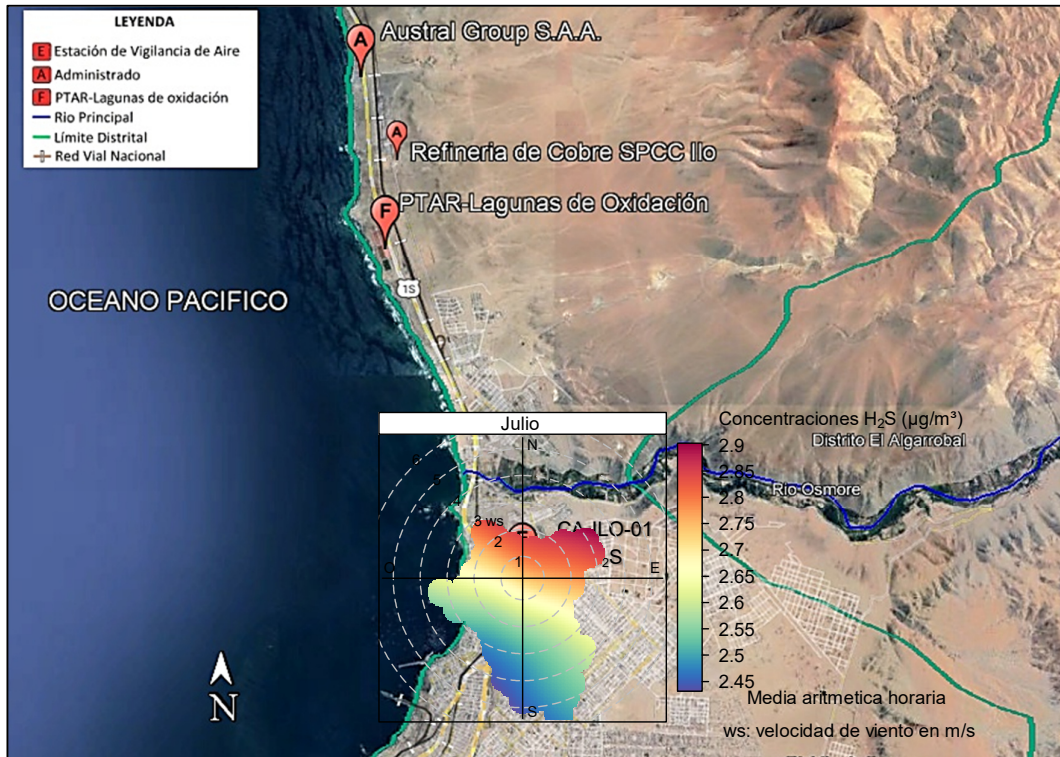 LEYENDA
E Estación de Vigilancia de Aire
A Administrado
F PTAR-Lagunas de oxidación
Rio Principal
Límite Distrital
Red Vial Nacional
A Austral Group S.A.A.
A
Refineria de Cobre SPCC Ilo
F PTAR-Lagunas de Oxidación
1S
OCEANO PACIFICO
Julio
N
O
E
S
1
2
3 ws
4
CA-ILO-01
Concentraciones H₂S (µg/m³)
2.9
2.85
2.8
2.75
2.7
2.65
2.6
2.55
2.5
2.45
Distrito El Algarrobal
Rio Osmore
Media aritmetica horaria
ws: velocidad de viento en m/s
N